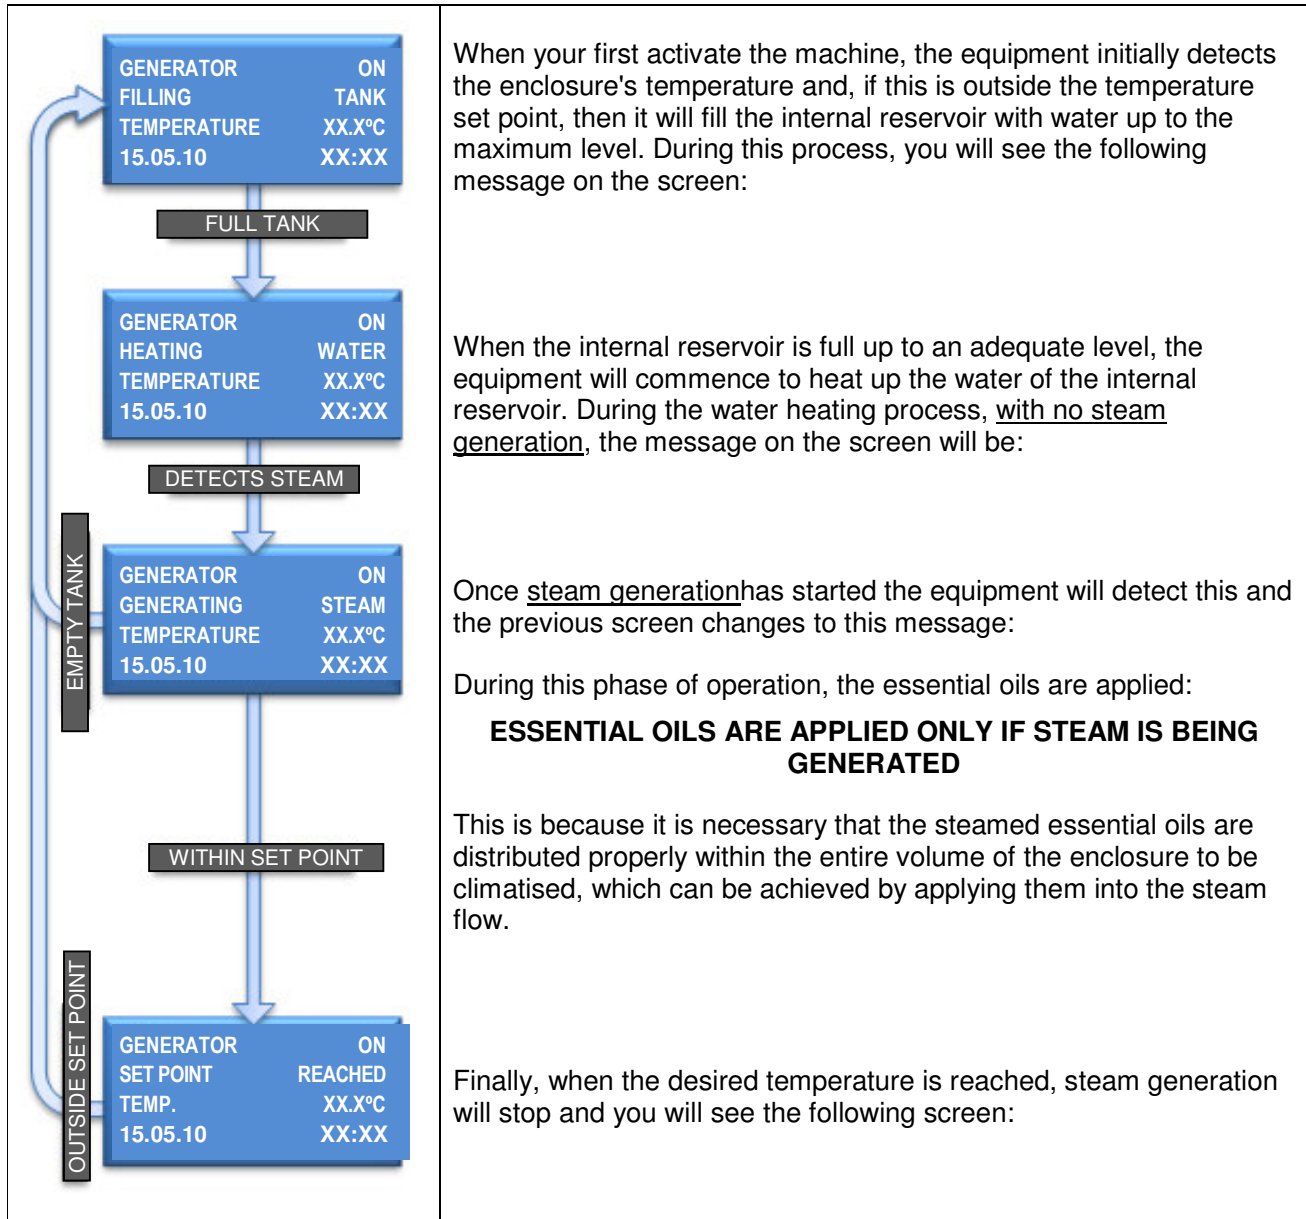 GENERATOR ON
FILLING TANK
TEMPERATURE XX.XºC
15.05.10 XX:XX
When your first activate the machine, the equipment initially detects
the enclosure's temperature and, if this is outside the temperature
set point, then it will fill the internal reservoir with water up to the
maximum level. During this process, you will see the following
message on the screen:
FULL TANK
GENERATOR ON
HEATING WATER
TEMPERATURE XX.XºC
15.05.10 XX:XX
When the internal reservoir is full up to an adequate level, the
equipment will commence to heat up the water of the internal
reservoir. During the water heating process, with no steam
generation, the message on the screen will be:
DETECTS STEAM
EMPTY TANK
GENERATOR ON
GENERATING STEAM
TEMPERATURE XX.XºC
15.05.10 XX:XX
Once steam generationhas started the equipment will detect this and
the previous screen changes to this message:
During this phase of operation, the essential oils are applied:
ESSENTIAL OILS ARE APPLIED ONLY IF STEAM IS BEING
GENERATED
This is because it is necessary that the steamed essential oils are
distributed properly within the entire volume of the enclosure to be
climatised, which can be achieved by applying them into the steam
flow.
WITHIN SET POINT
OUTSIDE SET POINT
GENERATOR ON
SET POINT REACHED
TEMP. XX.XºC
15.05.10 XX:XX
Finally, when the desired temperature is reached, steam generation
will stop and you will see the following screen: